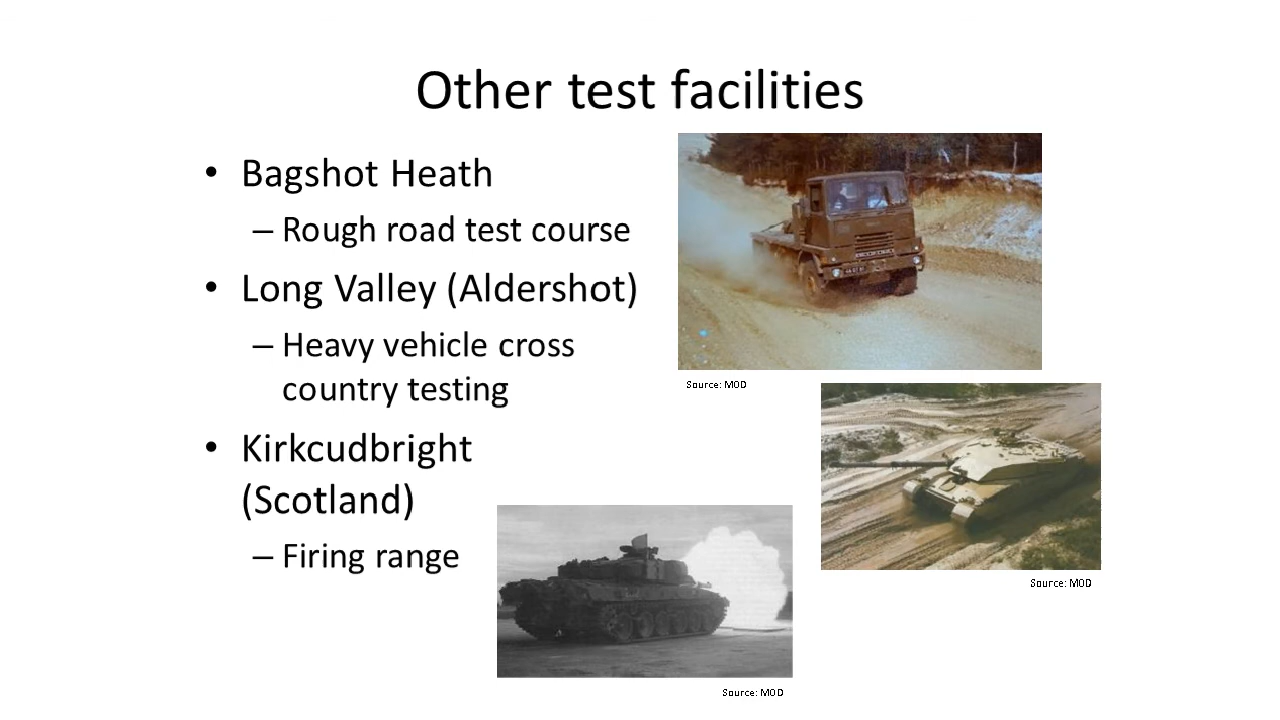 Other test facilities
• Bagshot Heath
– Rough road test course
• Long Valley (Aldershot)
– Heavy vehicle cross
country testing
• Kirkcudbright
(Scotland)
– Firing range
Source: MOD
Source: MOD
Source: MOD